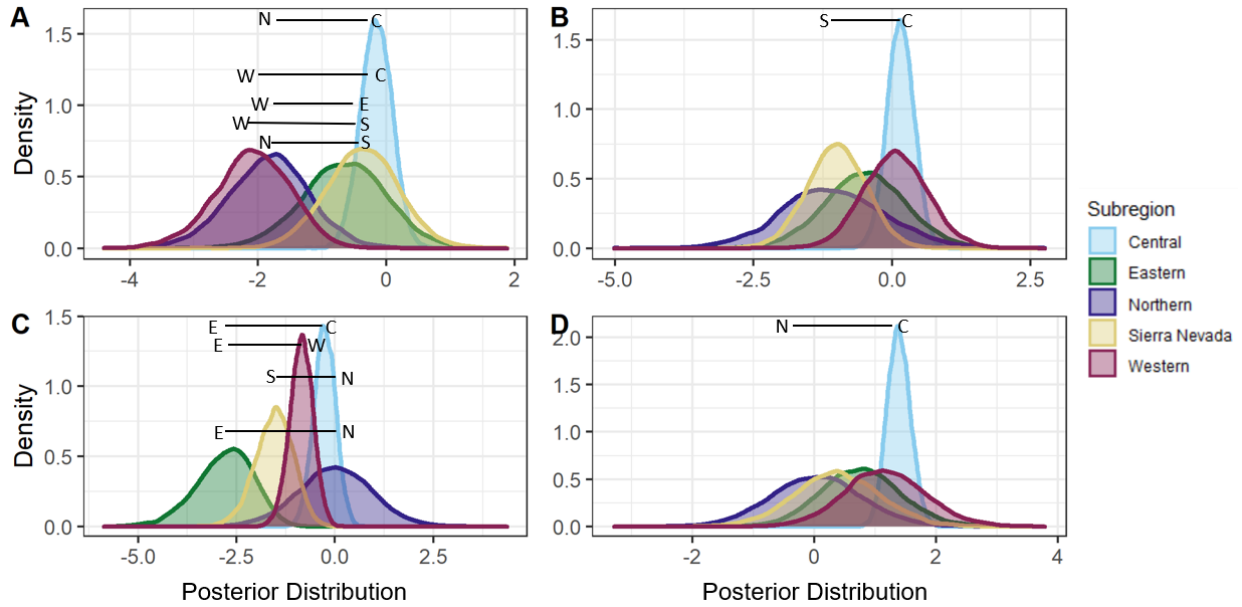 A
N C
W C
W E
W S
N S
Density
1.5
1.0
0.5
0.0
-4 -2 0 2
B
S C
1.5
1.0
0.5
0.0
-5.0 -2.5 0.0 2.5
Subregion
Central
Eastern
Northern
Sierra Nevada
Western
C
E C
E W
S N
E N
Density
1.5
1.0
0.5
0.0
-5.0 -2.5 0.0 2.5
Posterior Distribution
D
N C
2.0
1.5
1.0
0.5
0.0
-2 0 2 4
Posterior Distribution